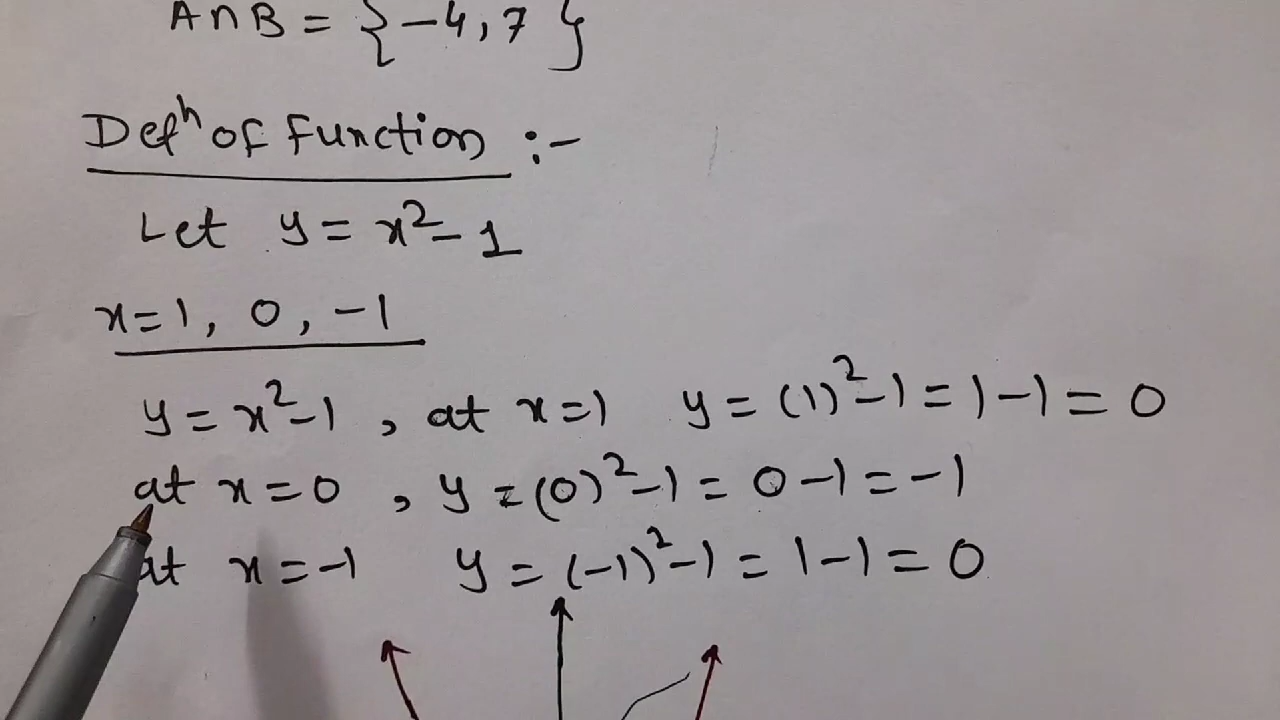 A∩B = {-4, 7}
Defⁿ of Function :-
Let y = x² - 1
x=1, 0, -1
y = x²-1, at x=1 y = (1)²-1 = 1-1 = 0
at x=0, y = (0)²-1 = 0-1 = -1
at x=-1 y = (-1)²-1 = 1-1 = 0